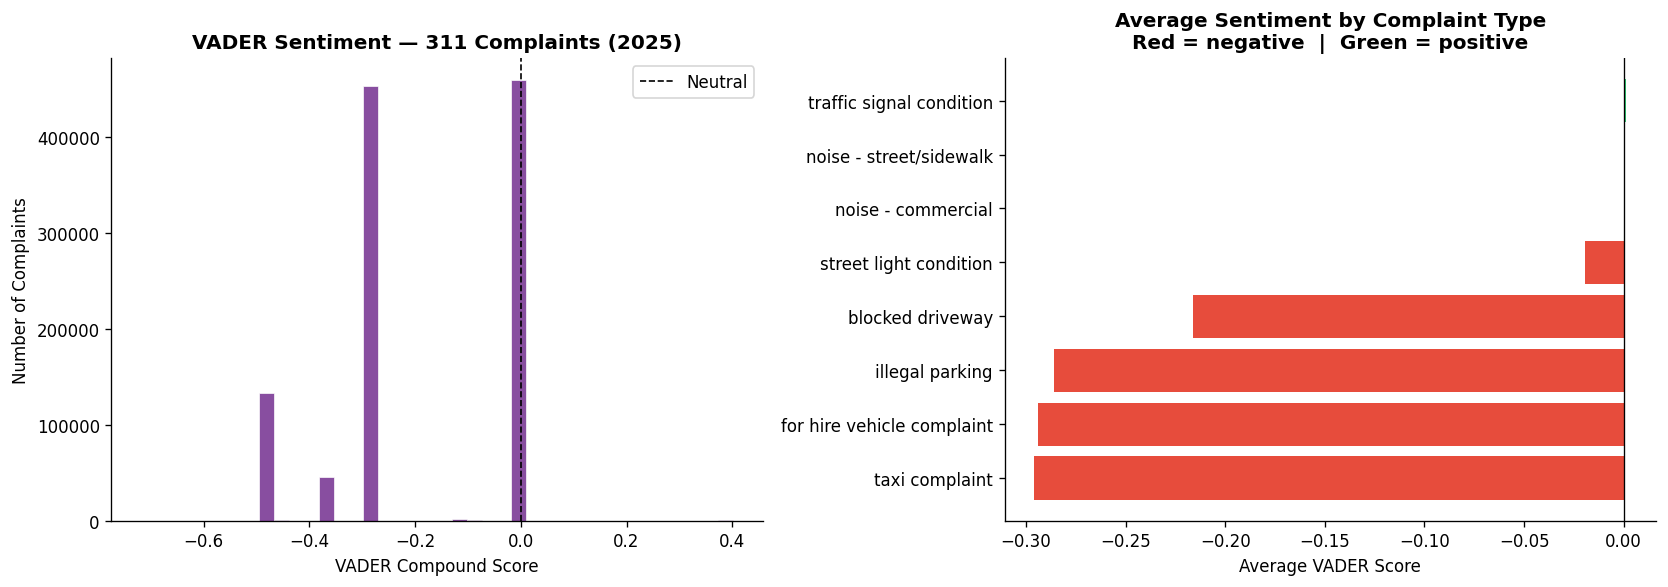 VADER Sentiment — 311 Complaints (2025)
Neutral
Number of Complaints
400000
300000
200000
100000
0
−0.6 −0.4 −0.2 0.0 0.2 0.4
VADER Compound Score
Average Sentiment by Complaint Type
Red = negative | Green = positive
traffic signal condition
noise - street/sidewalk
noise - commercial
street light condition
blocked driveway
illegal parking
for hire vehicle complaint
taxi complaint
−0.30 −0.25 −0.20 −0.15 −0.10 −0.05 0.00
Average VADER Score